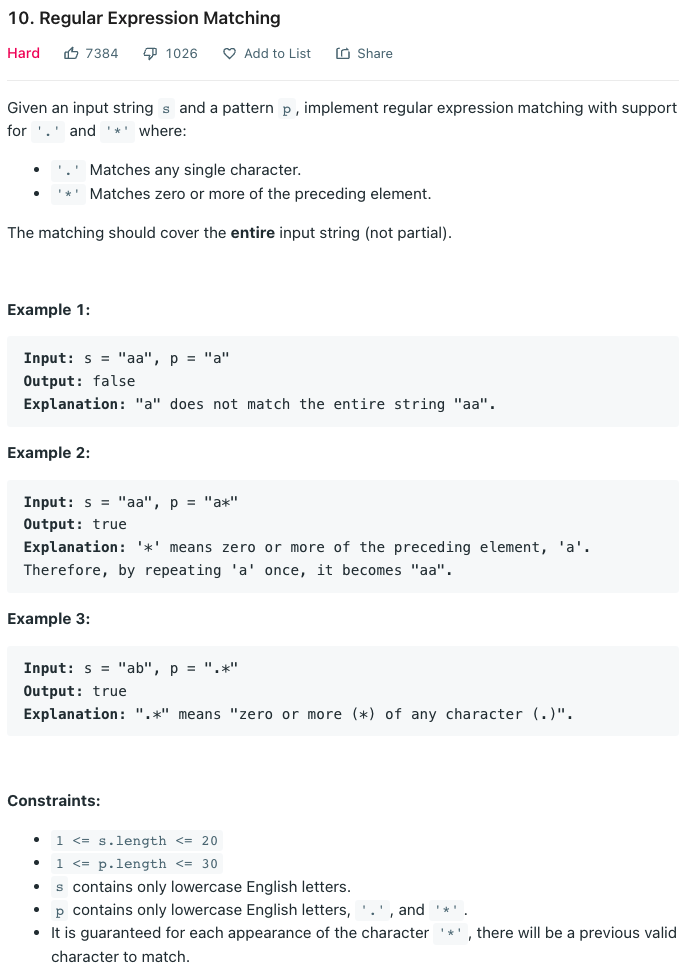 10. Regular Expression Matching
Hard 7384 1026 Add to List Share
Given an input string s and a pattern p, implement regular expression matching with support
for '.' and '*' where:
• '.' Matches any single character.
• '*' Matches zero or more of the preceding element.
The matching should cover the entire input string (not partial).
Example 1:
Input: s = "aa", p = "a"
Output: false
Explanation: "a" does not match the entire string "aa".
Example 2:
Input: s = "aa", p = "a*"
Output: true
Explanation: '*' means zero or more of the preceding element, 'a'.
Therefore, by repeating 'a' once, it becomes "aa".
Example 3:
Input: s = "ab", p = ".*"
Output: true
Explanation: ".*" means "zero or more (*) of any character (.)".
Constraints:
• 1 <= s.length <= 20
• 1 <= p.length <= 30
• s contains only lowercase English letters.
• p contains only lowercase English letters, '.', and '*'.
• It is guaranteed for each appearance of the character '*', there will be a previous valid
character to match.